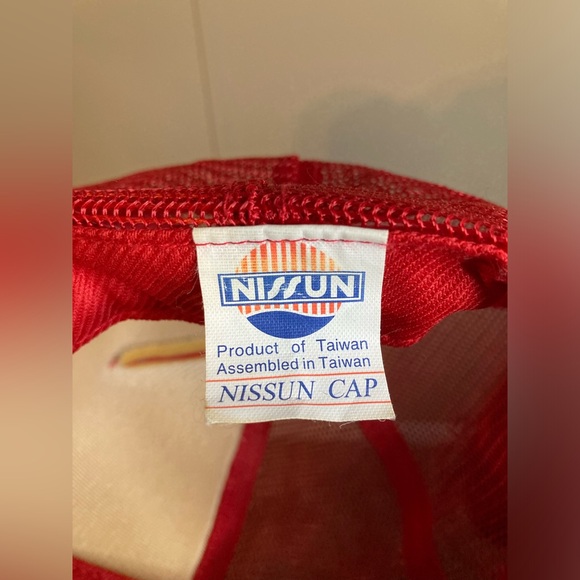 NISSUN
Product of Taiwan
Assembled in Taiwan
NISSUN CAP